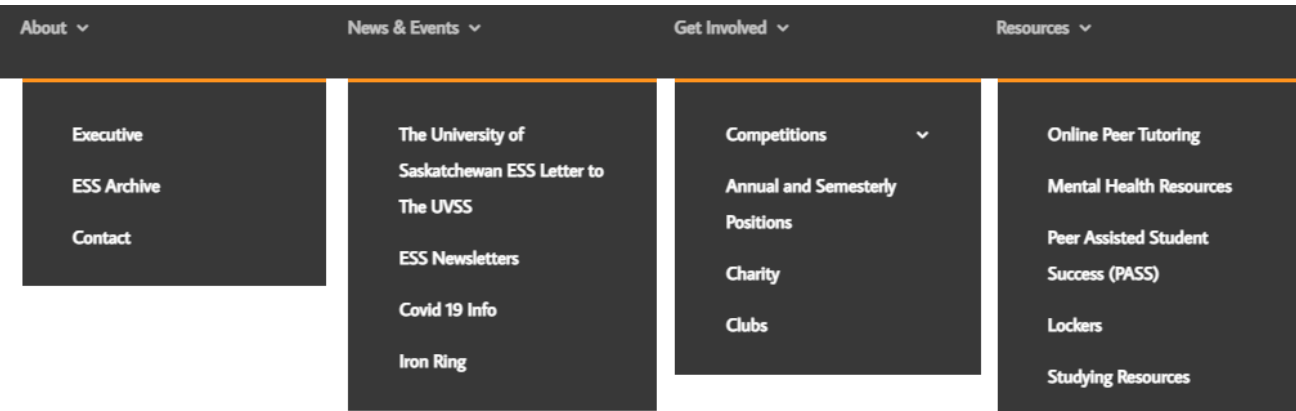 About
News & Events
Get Involved
Resources
Executive
ESS Archive
Contact
The University of
Saskatchewan ESS Letter to
The UVSS
ESS Newsletters
Covid 19 Info
Iron Ring
Competitions
Annual and Semesterly
Positions
Charity
Clubs
Online Peer Tutoring
Mental Health Resources
Peer Assisted Student
Success (PASS)
Lockers
Studying Resources